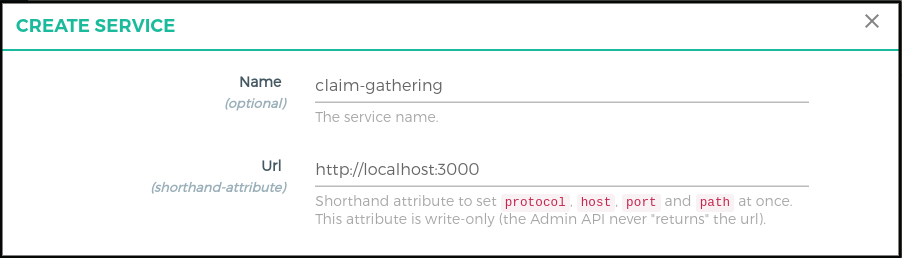 CREATE SERVICE
Name
(optional)
claim-gathering
The service name.
Url
(shorthand-attribute)
http://localhost:3000
Shorthand attribute to set protocol, host, port and path at once.
This attribute is write-only (the Admin API never "returns" the url).